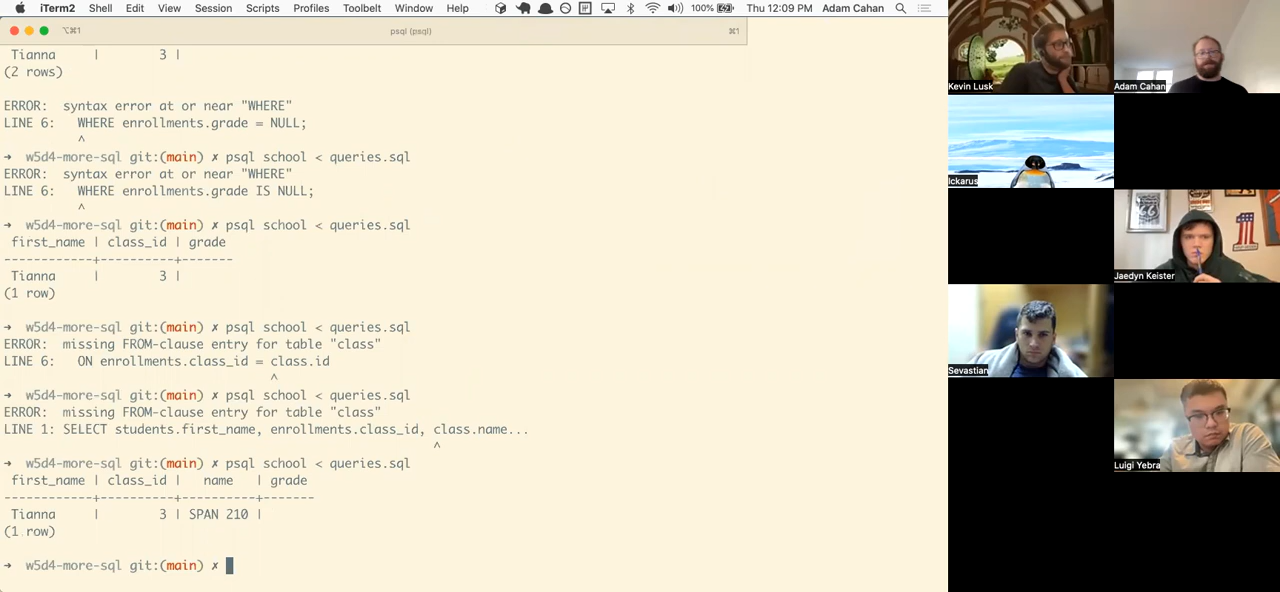 iTerm2 Shell Edit View Session Scripts Profiles Toolbelt Window Help 100% Thu 12:09 PM Adam Cahan
⌥⌘1 psql (psql) ⌘1
Tianna | 3 |
(2 rows)
ERROR: syntax error at or near "WHERE"
LINE 6: WHERE enrollments.grade = NULL;
^
➜ w5d4-more-sql git:(main) ✗ psql school < queries.sql
ERROR: syntax error at or near "WHERE"
LINE 6: WHERE enrollments.grade IS NULL;
^
➜ w5d4-more-sql git:(main) ✗ psql school < queries.sql
first_name | class_id | grade
------------+----------+-------
Tianna | 3 |
(1 row)
➜ w5d4-more-sql git:(main) ✗ psql school < queries.sql
ERROR: missing FROM-clause entry for table "class"
LINE 6: ON enrollments.class_id = class.id
^
➜ w5d4-more-sql git:(main) ✗ psql school < queries.sql
ERROR: missing FROM-clause entry for table "class"
LINE 1: SELECT students.first_name, enrollments.class_id, class.name...
^
➜ w5d4-more-sql git:(main) ✗ psql school < queries.sql
first_name | class_id | name | grade
------------+----------+----------+-------
Tianna | 3 | SPAN 210 |
(1 row)
➜ w5d4-more-sql git:(main) ✗
Kevin Lusk
Adam Cahan
Ickarus
Jaedyn Keister
Sevastian
Luigi Yebra